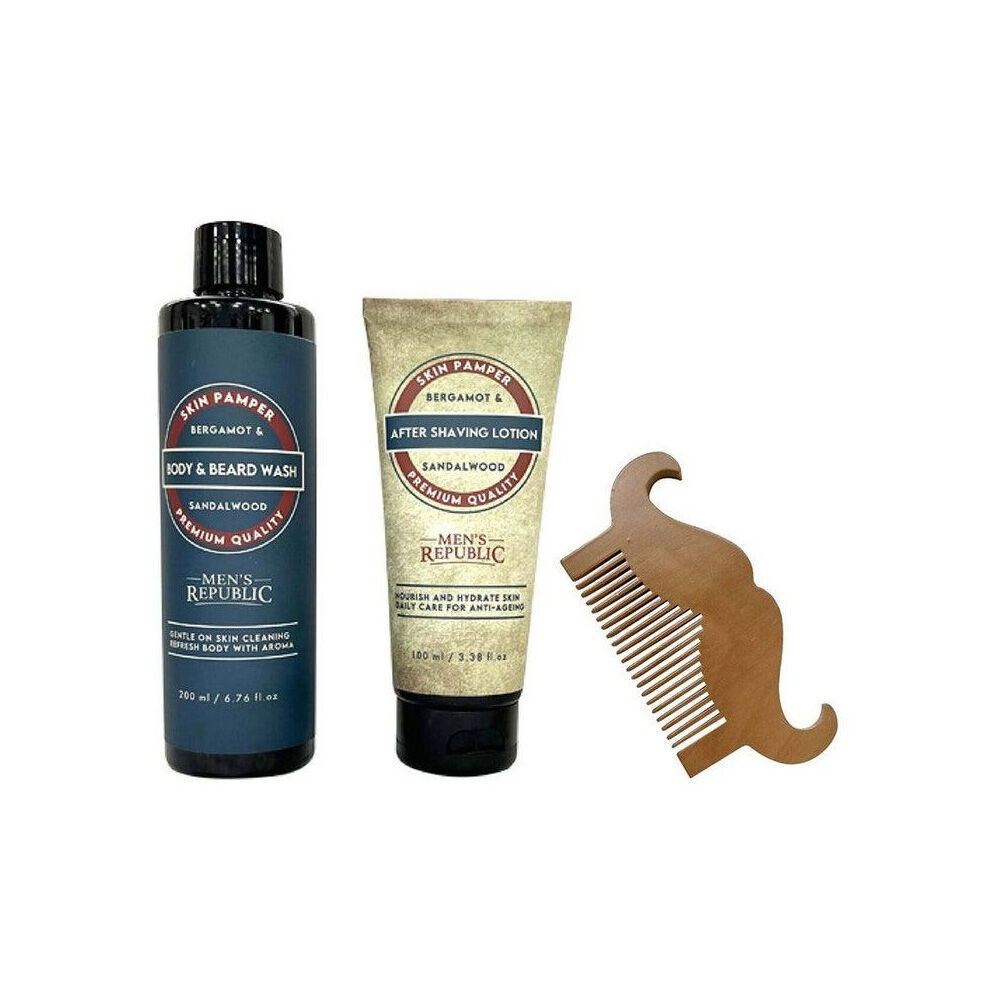 SKIN PAMPER
BERGAMOT &
BODY & BEARD WASH
SANDALWOOD
PREMIUM QUALITY
MEN'S
REPUBLIC
GENTLE ON SKIN CLEANING
REFRESH BODY WITH AROMA
200 ml / 6.76 fl.oz
SKIN PAMPER
BERGAMOT &
AFTER SHAVING LOTION
SANDALWOOD
PREMIUM QUALITY
MEN'S
REPUBLIC
NOURISH AND HYDRATE SKIN
DAILY CARE FOR ANTI-AGEING
100 ml / 3.38 fl.oz